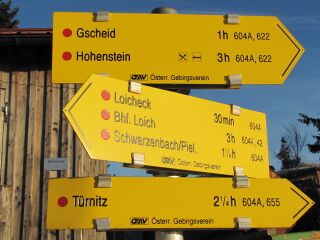 Gscheid 1h 604A, 622
Hohenstein 3h 604A, 622
ÖAV Österr. Gebirgsverein
Loicheck 30min 604A
Bhf. Loich 3h 604A, 42
Schwarzenbach/Piel. 1¼h 604A
ÖAV Österr. Gebirgsverein
Türnitz 2¼h 604A, 655
ÖAV Österr. Gebirgsverein